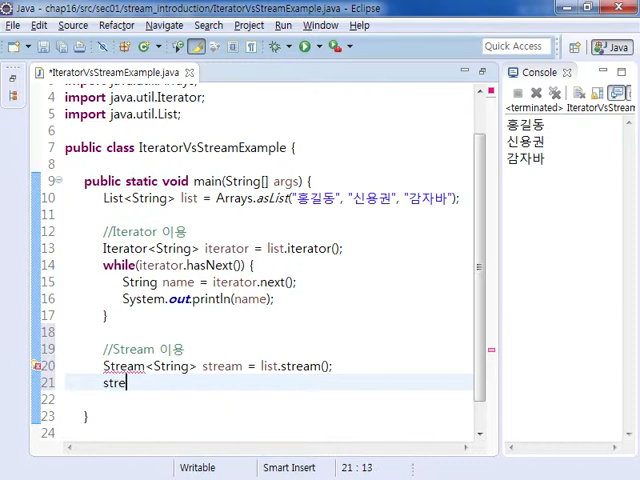 Java - chap16/src/sec01/stream_introduction/IteratorVsStreamExample.java - Eclipse
File Edit Source Refactor Navigate Search Project Run Window Help
Quick Access
Java
*IteratorVsStreamExample.java
Console
<terminated> IteratorVsStream
홍길동
신용권
감자바
4 import java.util.Iterator;
5 import java.util.List;
6
7 public class IteratorVsStreamExample {
8
9 public static void main(String[] args) {
10 List<String> list = Arrays.asList("홍길동", "신용권", "감자바");
11
12 //Iterator 이용
13 Iterator<String> iterator = list.iterator();
14 while(iterator.hasNext()) {
15 String name = iterator.next();
16 System.out.println(name);
17 }
18
19 //Stream 이용
20 Stream<String> stream = list.stream();
21 stre
22
23 }
24
Writable
Smart Insert
21 : 13